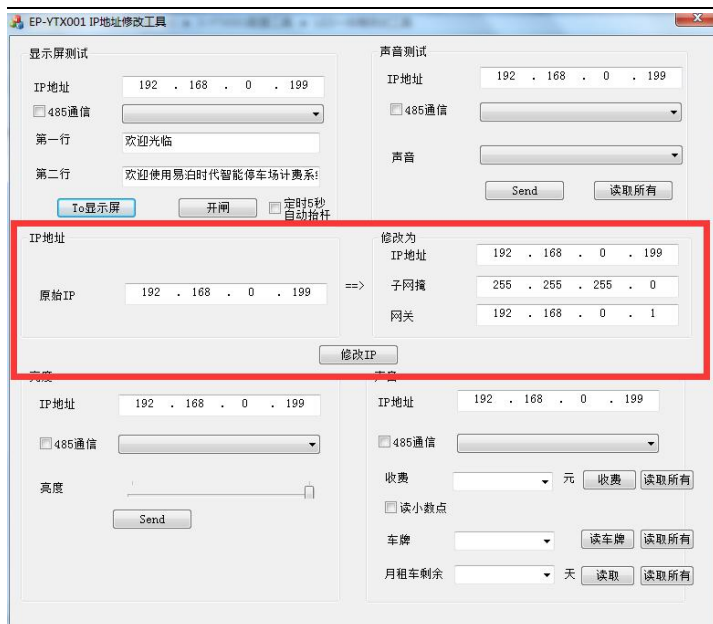 EP-YTX001 IP地址修改工具
显示屏测试
IP地址 192 . 168 . 0 . 199
485通信
第一行 欢迎光临
第二行 欢迎使用易泊时代智能停车场计费系
To显示屏 开闸 定时5秒
自动抬杆
声音测试
IP地址 192 . 168 . 0 . 199
485通信
声音
Send 读取所有
IP地址
原始IP 192 . 168 . 0 . 199
==>
修改为
IP地址 192 . 168 . 0 . 199
子网掩 255 . 255 . 255 . 0
网关 192 . 168 . 0 . 1
修改IP
亮度
IP地址 192 . 168 . 0 . 199
485通信
亮度
Send
声音
IP地址 192 . 168 . 0 . 199
485通信
收费 元 收费 读取所有
读小数点
车牌 读车牌 读取所有
月租车剩余 天 读取 读取所有